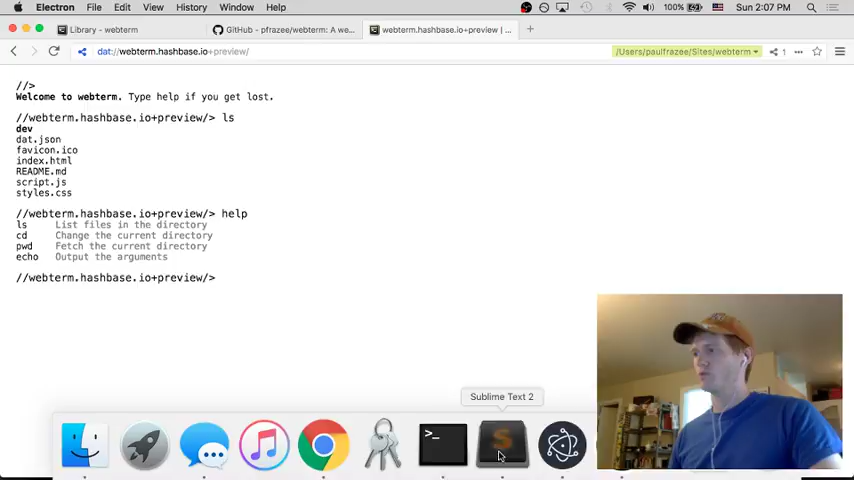 Electron File Edit View History Window Help 100% Sun 2:07 PM
Library - webterm GitHub - pfrazee/webterm: A we... webterm.hashbase.io+preview | ...
dat://webterm.hashbase.io+preview/ /Users/paulfrazee/Sites/webterm 1
//>
Welcome to webterm. Type help if you get lost.
//webterm.hashbase.io+preview/> ls
dev
dat.json
favicon.ico
index.html
README.md
script.js
styles.css
//webterm.hashbase.io+preview/> help
ls List files in the directory
cd Change the current directory
pwd Fetch the current directory
echo Output the arguments
//webterm.hashbase.io+preview/>
Sublime Text 2
>_ S